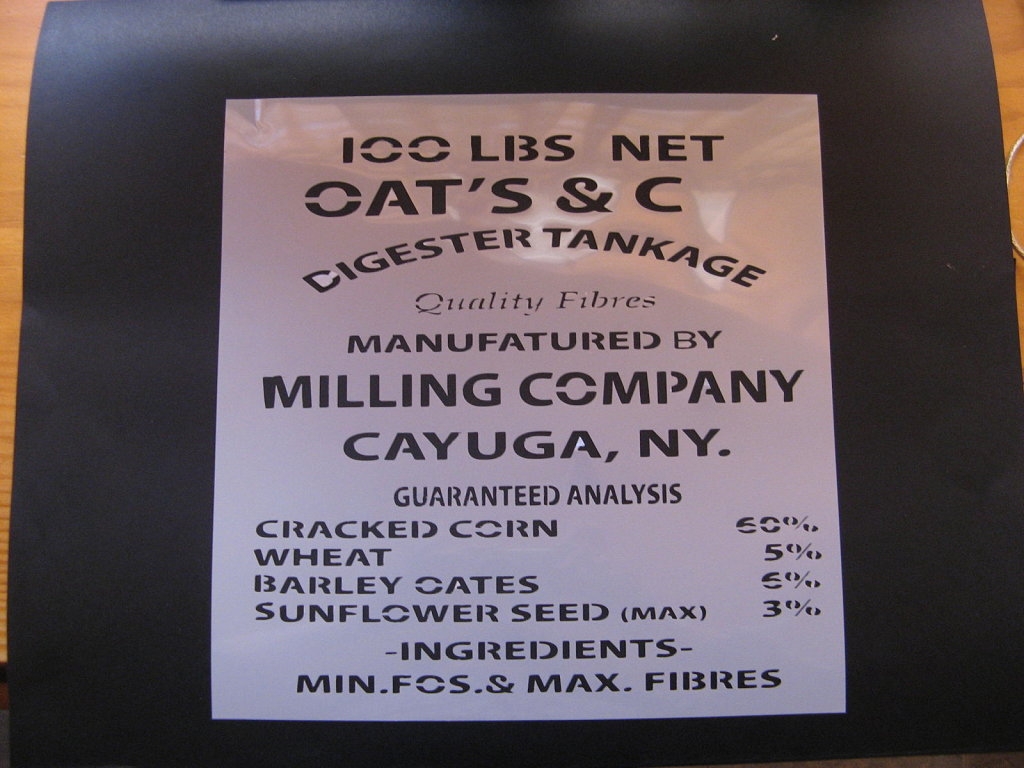 100 LBS NET
OAT'S & C
DIGESTER TANKAGE
Quality Fibres
MANUFATURED BY
MILLING COMPANY
CAYUGA, NY.
GUARANTEED ANALYSIS
CRACKED CORN 60%
WHEAT 5%
BARLEY OATES 6%
SUNFLOWER SEED (MAX) 3%
-INGREDIENTS-
MIN.FOS.& MAX. FIBRES